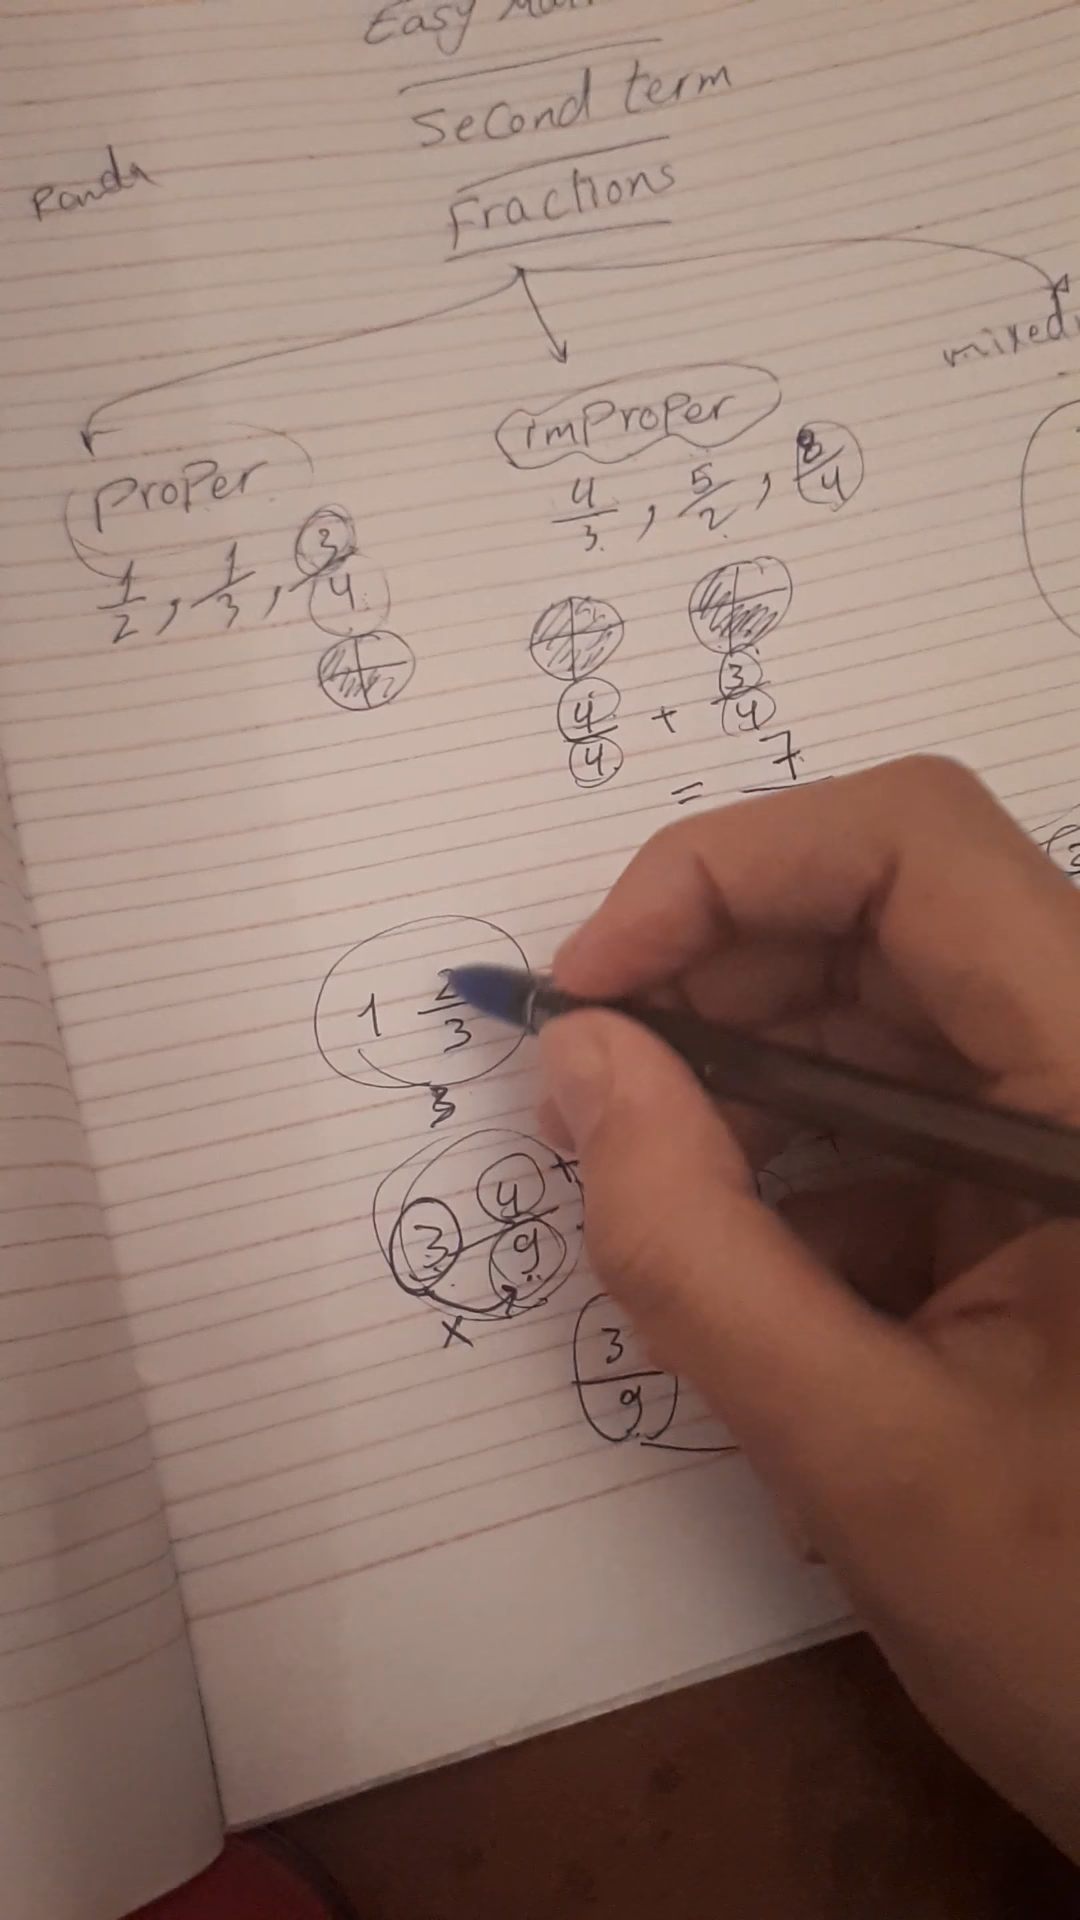 Easy
Second term
Panda
Fractions
mixed
improper
proper
4/3, 5/2, 8/4
1/2, 1/3, 3/4
4/4 + 3/4
= 7
1 2/3
3
3 4/9 +
x
3/9